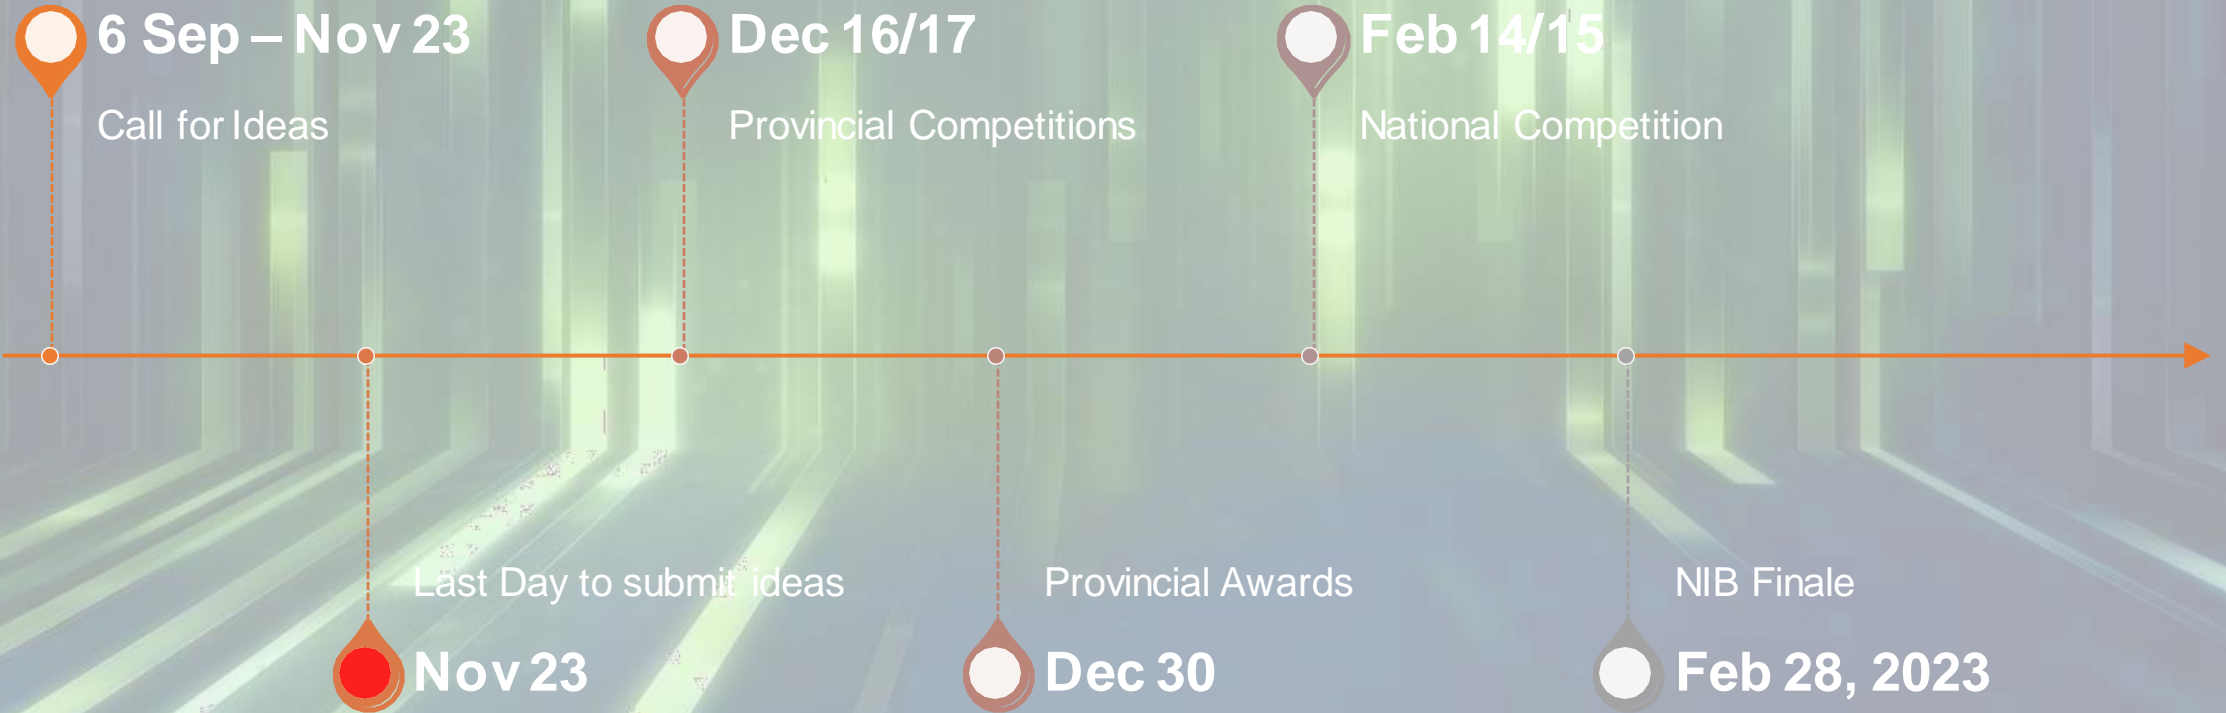 6 Sep – Nov 23
Call for Ideas
Dec 16/17
Provincial Competitions
Feb 14/15
National Competition
Last Day to submit ideas
Nov 23
Provincial Awards
Dec 30
NIB Finale
Feb 28, 2023